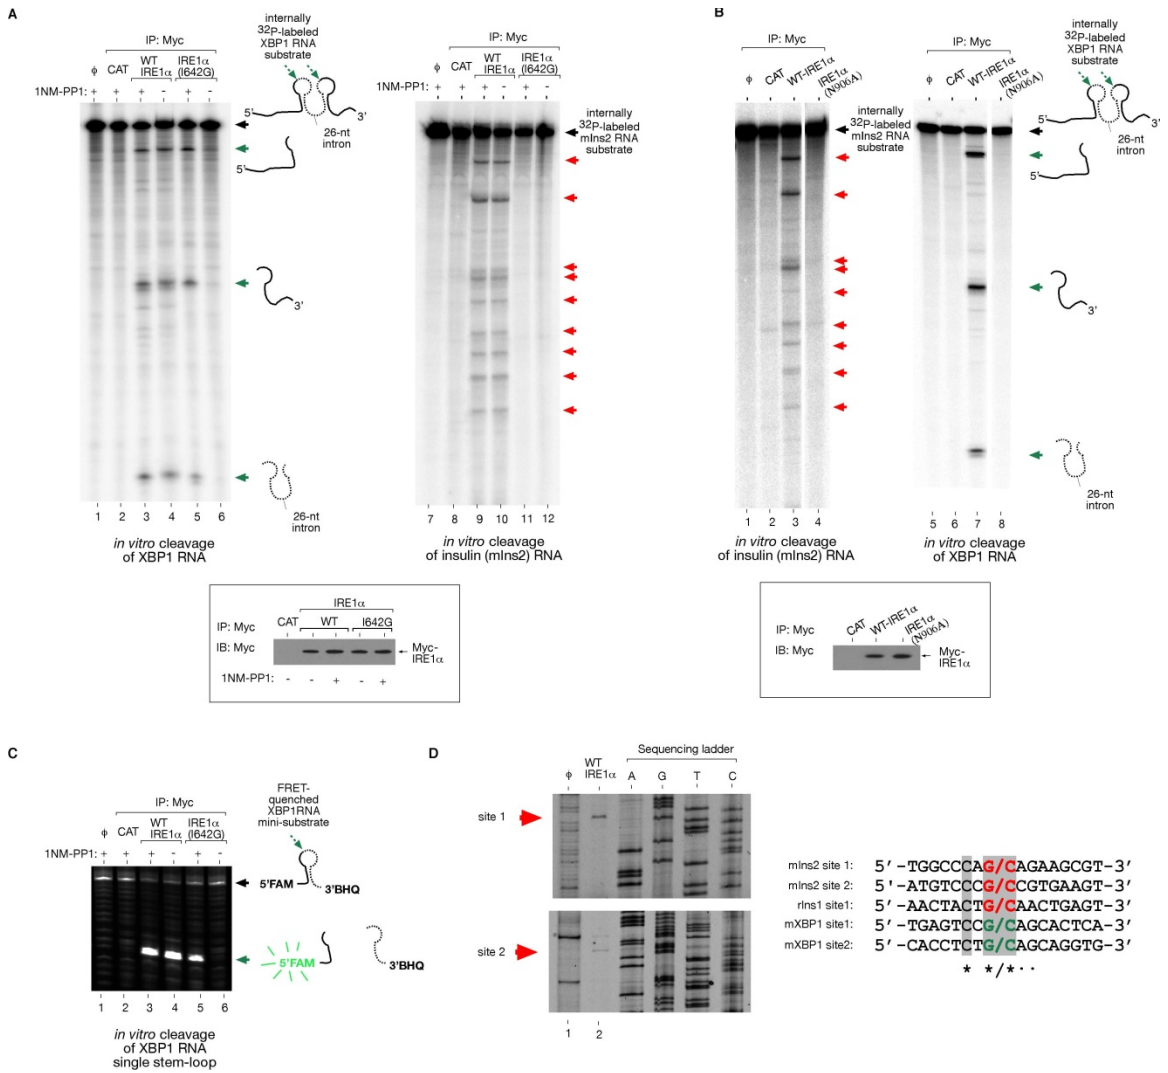 A
IP: Myc
ϕ CAT WT IRE1α IRE1α (I642G)
1NM-PP1: + + + - + -
internally
32P-labeled
XBP1 RNA
substrate
5'
3'
26-nt
intron
5'
3'
26-nt
intron
1 2 3 4 5 6
in vitro cleavage
of XBP1 RNA
IP: Myc
ϕ CAT WT IRE1α IRE1α (I642G)
+ + + - + -
internally
32P-labeled
mIns2 RNA
substrate
7 8 9 10 11 12
in vitro cleavage
of insulin (mIns2) RNA
IRE1α
CAT WT I642G
IP: Myc
IB: Myc
Myc-
IRE1α
1NM-PP1: - - + - +
B
IP: Myc
ϕ CAT WT-IRE1α IRE1α (N906A)
internally
32P-labeled
mIns2 RNA
substrate
1 2 3 4
in vitro cleavage
of insulin (mIns2) RNA
IP: Myc
ϕ CAT WT-IRE1α IRE1α (N906A)
internally
32P-labeled
XBP1 RNA
substrate
5'
3'
26-nt
intron
5'
3'
26-nt
intron
5 6 7 8
in vitro cleavage
of XBP1 RNA
CAT WT-IRE1α IRE1α (N906A)
IP: Myc
IB: Myc
Myc-
IRE1α
C
IP: Myc
ϕ CAT WT IRE1α IRE1α (I642G)
1NM-PP1: + + + - + -
FRET-
quenched
XBP1RNA
mini-substrate
5'FAM 3'BHQ
5'FAM 3'BHQ
1 2 3 4 5 6
in vitro cleavage
of XBP1 RNA
single stem-loop
D
Sequencing ladder
ϕ WT IRE1α A G T C
site 1
site 2
1 2
mIns2 site 1: 5'-TGGCCCAG/CAGAAGCGT-3'
mIns2 site 2: 5'-ATGTCCCG/CCGTGAAGT-3'
rIns1 site1: 5'-AACTACTG/CAACTGAGT-3'
mXBP1 site1: 5'-TGAGTCCG/CAGCACTCA-3'
mXBP1 site2: 5'-CACCTCTG/CAGCAGGTG-3'
* */*··